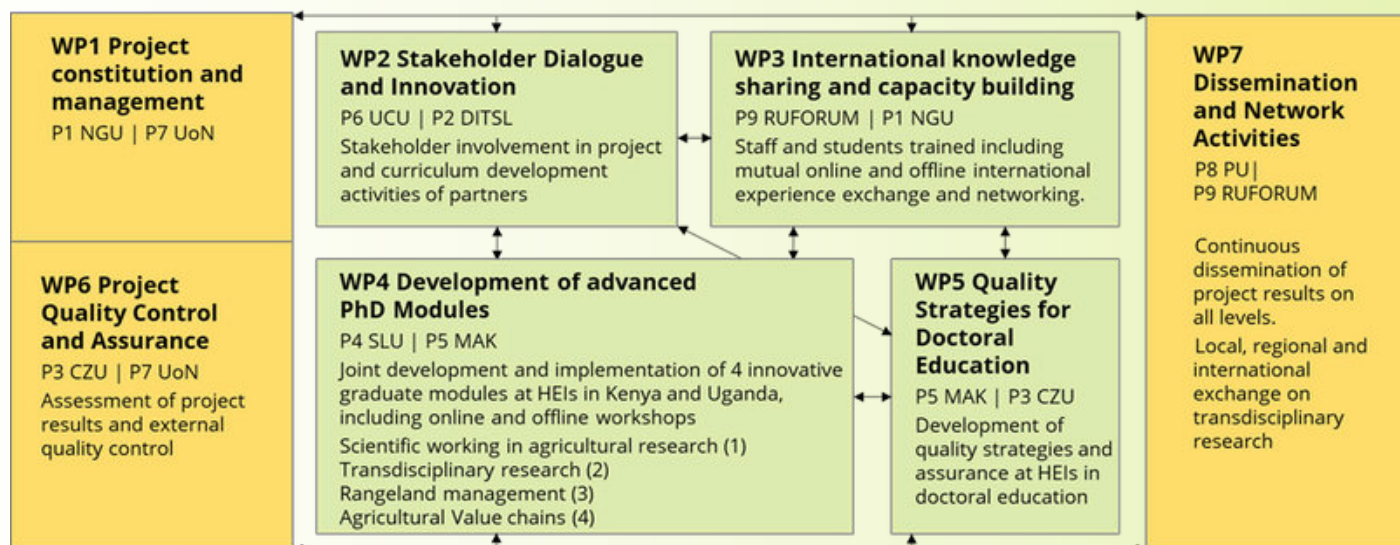 WP1 Project
constitution and
management
P1 NGU | P7 UoN
WP6 Project
Quality Control
and Assurance
P3 CZU | P7 UoN
Assessment of project
results and external
quality control
WP2 Stakeholder Dialogue
and Innovation
P6 UCU | P2 DITSL
Stakeholder involvement in project
and curriculum development
activities of partners
WP3 International knowledge
sharing and capacity building
P9 RUFORUM | P1 NGU
Staff and students trained including
mutual online and offline international
experience exchange and networking.
WP4 Development of advanced
PhD Modules
P4 SLU | P5 MAK
Joint development and implementation of 4 innovative
graduate modules at HEIs in Kenya and Uganda,
including online and offline workshops
Scientific working in agricultural research (1)
Transdisciplinary research (2)
Rangeland management (3)
Agricultural Value chains (4)
WP5 Quality
Strategies for
Doctoral
Education
P5 MAK | P3 CZU
Development of
quality strategies and
assurance at HEIs in
doctoral education
WP7
Dissemination
and Network
Activities
P8 PU|
P9 RUFORUM
Continuous
dissemination of
project results on
all levels.
Local, regional and
international
exchange on
transdisciplinary
research